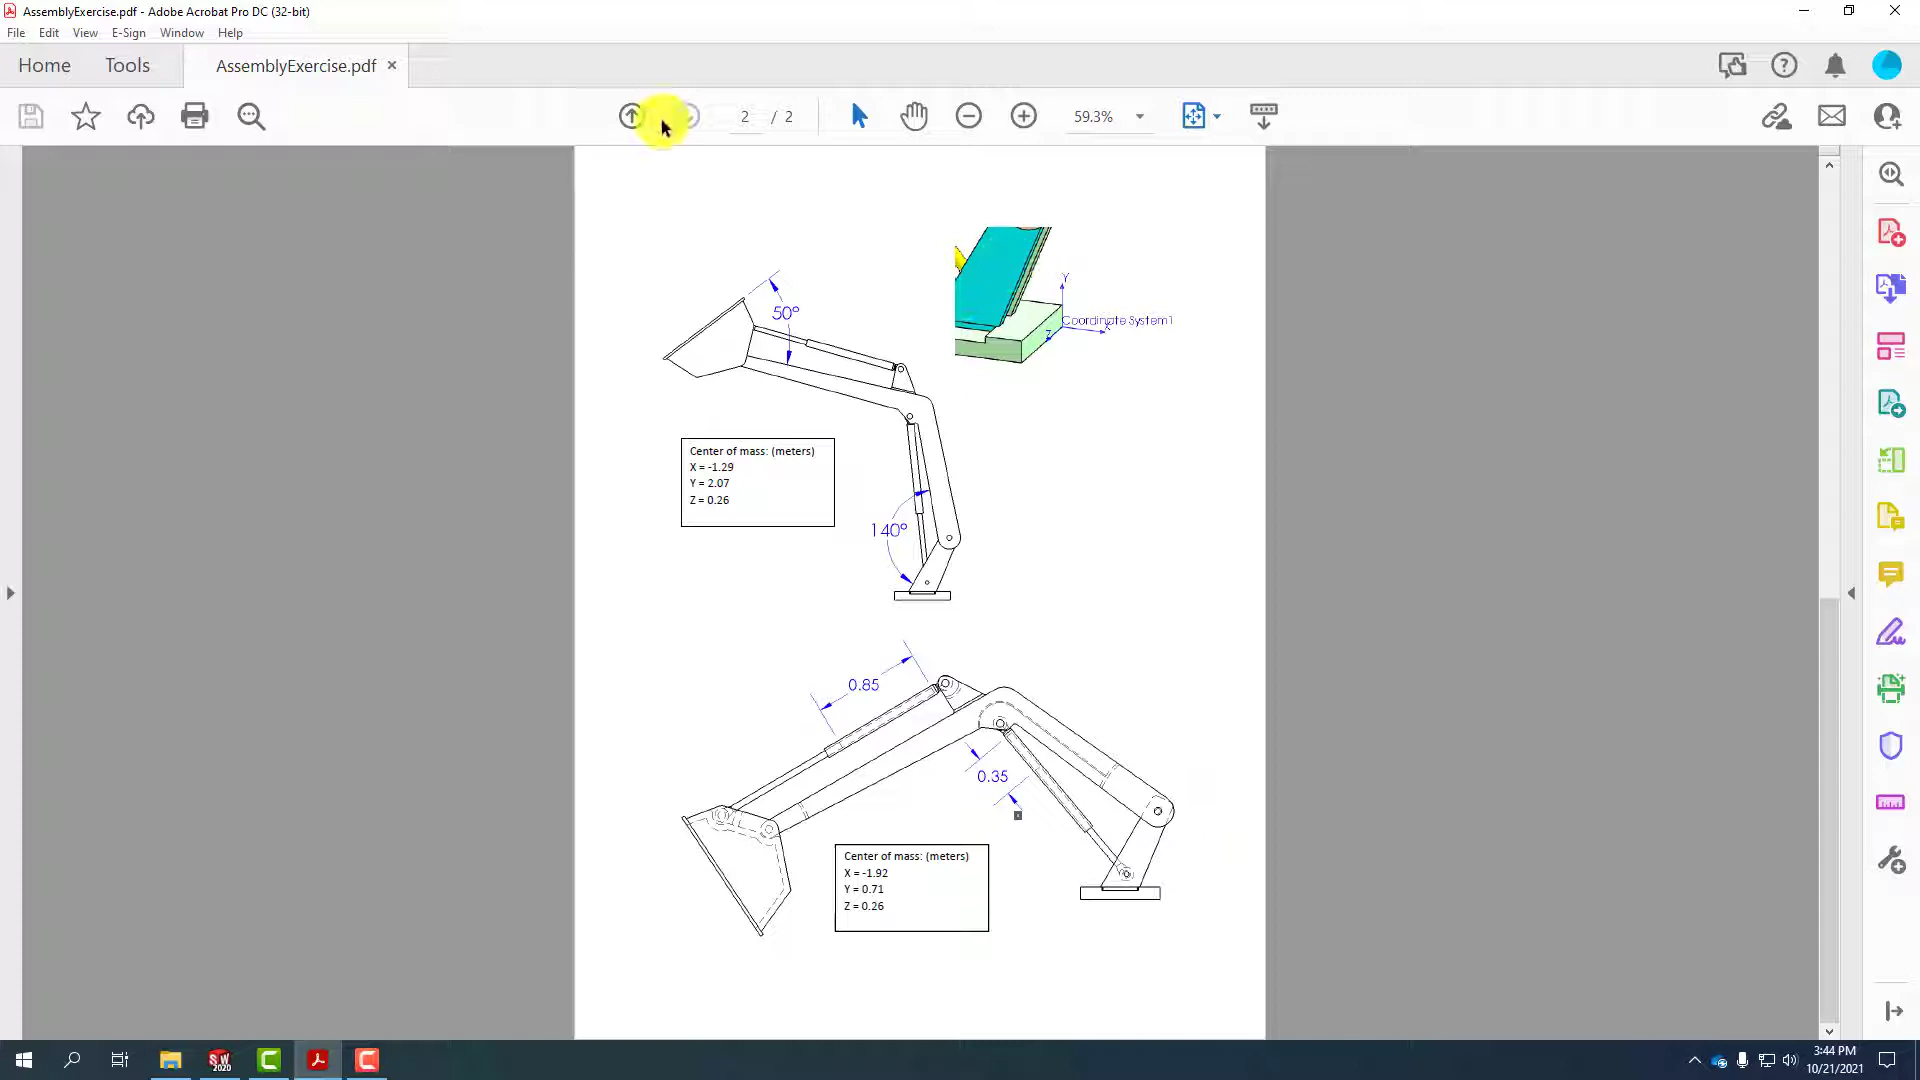 AssemblyExercise.pdf - Adobe Acrobat Pro DC (32-bit)
File Edit View E-Sign Window Help
Home Tools AssemblyExercise.pdf
2 / 2 59.3%
Y
Coordinate System1
X
Z
50°
Center of mass: (meters)
X = -1.29
Y = 2.07
Z = 0.26
140°
0.85
0.35
Center of mass: (meters)
X = -1.92
Y = 0.71
Z = 0.26
SW
2020
3:44 PM
10/21/2021